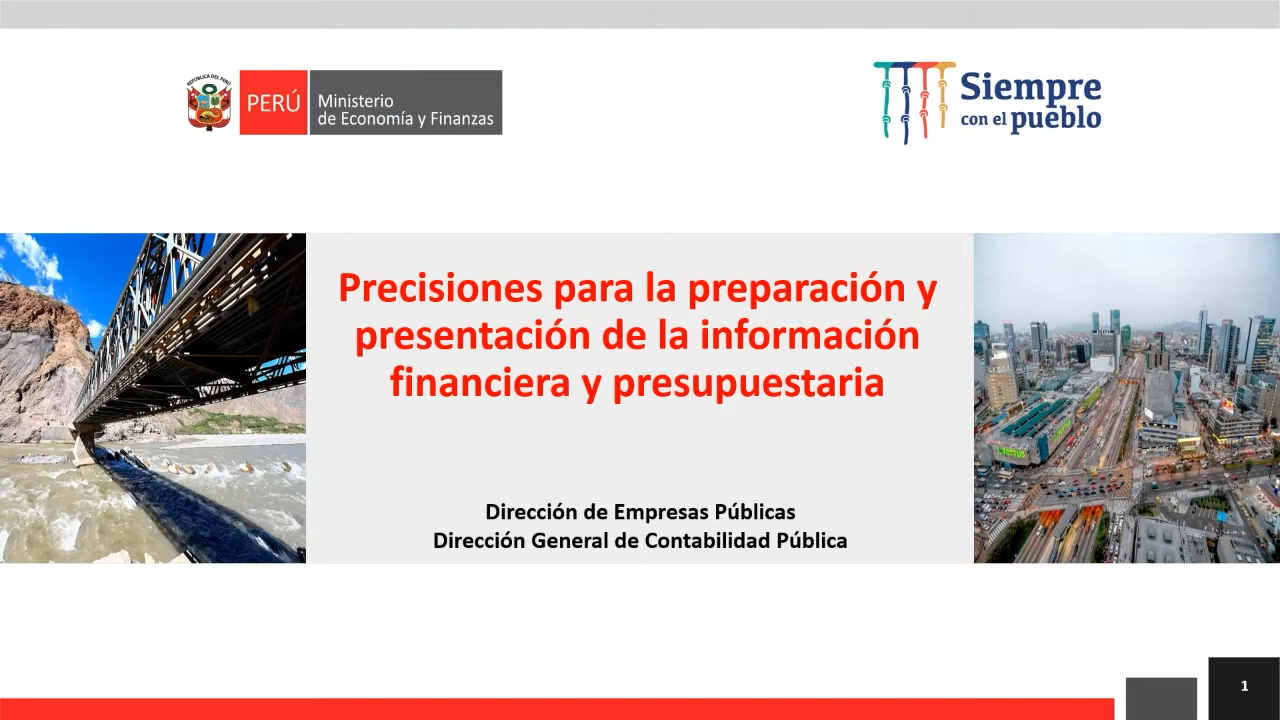 REPÚBLICA DEL PERÚ
PERÚ
Ministerio
de Economía y Finanzas
Siempre
con el pueblo
Precisiones para la preparación y
presentación de la información
financiera y presupuestaria
TOTTUS
Dirección de Empresas Públicas
Dirección General de Contabilidad Pública
1